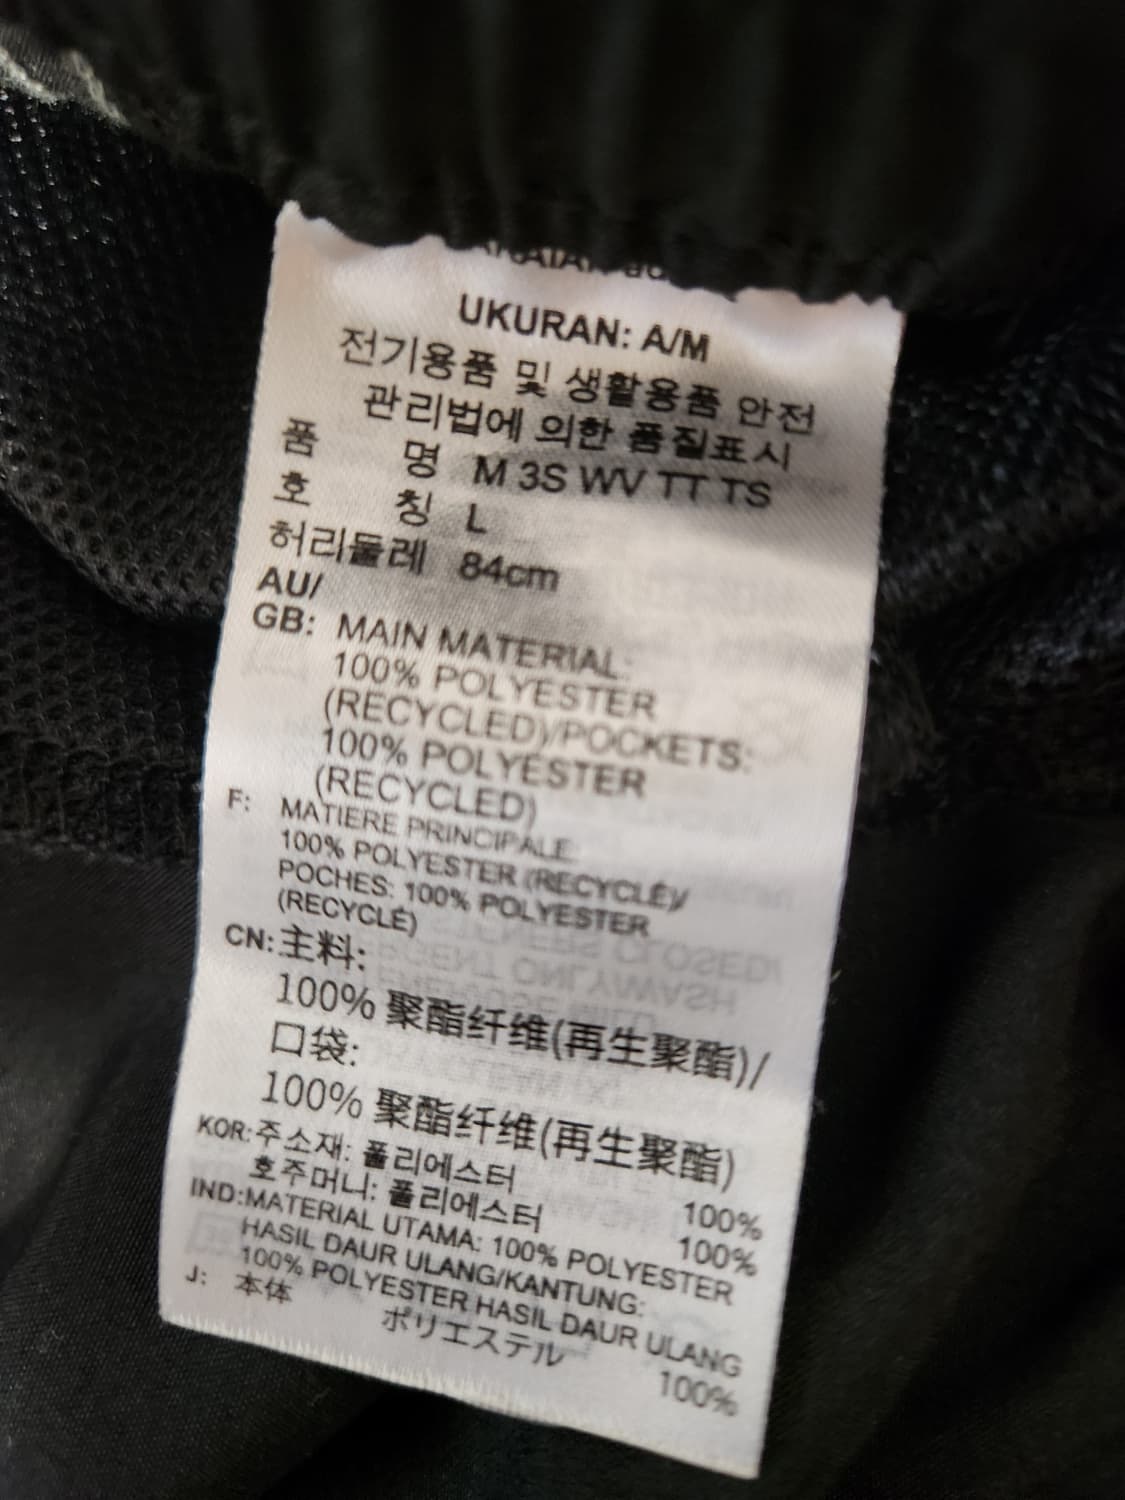 UKURAN: A/M
전기용품 및 생활용품 안전
관리법에 의한 품질표시
품 명 M 3S WV TT TS
호 칭 L
허리둘레 84cm
AU/
GB: MAIN MATERIAL:
100% POLYESTER
(RECYCLED)/POCKETS:
100% POLYESTER
(RECYCLED)
F: MATIERE PRINCIPALE:
100% POLYESTER (RECYCLÉ)/
POCHES: 100% POLYESTER
(RECYCLÉ)
CN:主料:
100% 聚酯纤维(再生聚酯)/
口袋:
100% 聚酯纤维(再生聚酯)
KOR:주소재: 폴리에스터 100%
호주머니: 폴리에스터 100%
IND:MATERIAL UTAMA: 100% POLYESTER
HASIL DAUR ULANG/KANTUNG:
100% POLYESTER HASIL DAUR ULANG
J: 本体
ポリエステル 100%